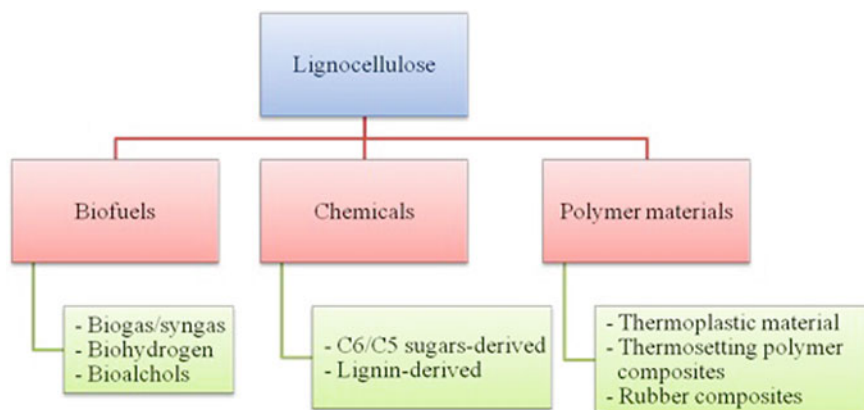 Lignocellulose
Biofuels
Chemicals
Polymer materials
- Biogas/syngas
- Biohydrogen
- Bioalchols
- C6/C5 sugars-derived
- Lignin-derived
- Thermoplastic material
- Thermosetting polymer
composites
- Rubber composites